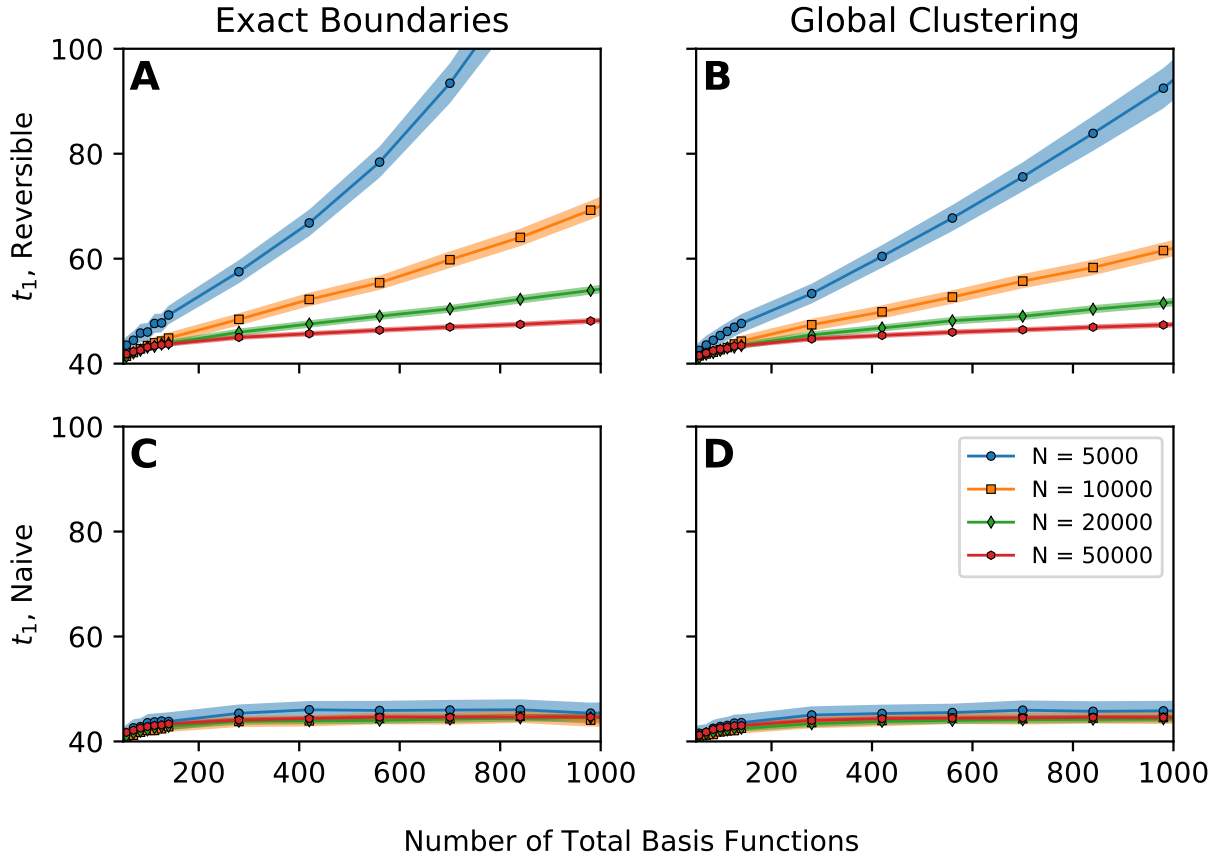 Exact Boundaries
Global Clustering
A
B
100
80
60
40
t₁, Reversible
C
D
100
80
60
40
t₁, Naive
N = 5000
N = 10000
N = 20000
N = 50000
200 400 600 800 1000
200 400 600 800 1000
Number of Total Basis Functions